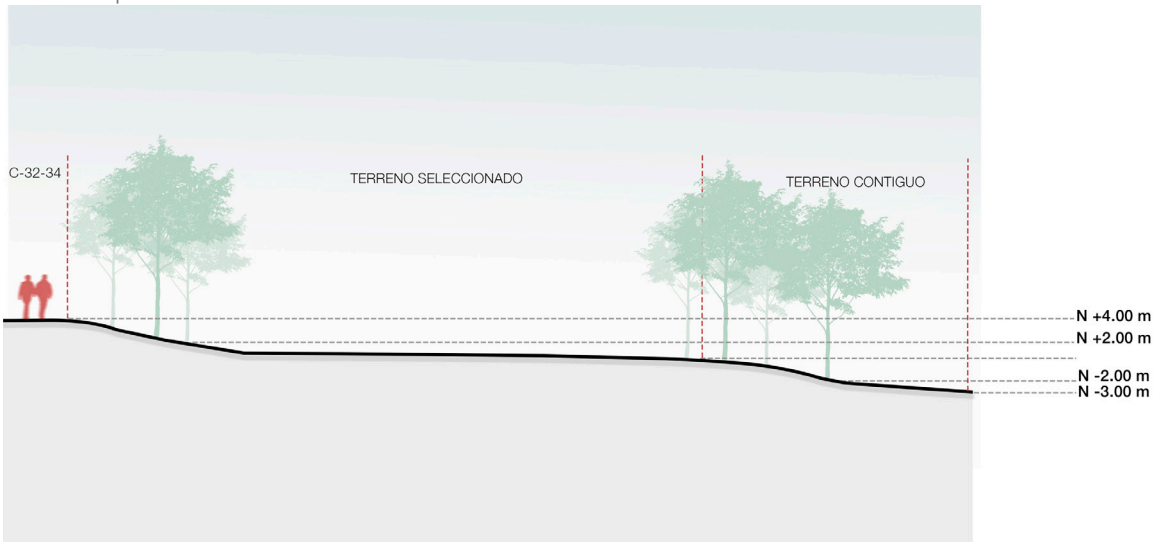 C-32-34
TERRENO SELECCIONADO
TERRENO CONTIGUO
N +4.00 m
N +2.00 m
N -2.00 m
N -3.00 m